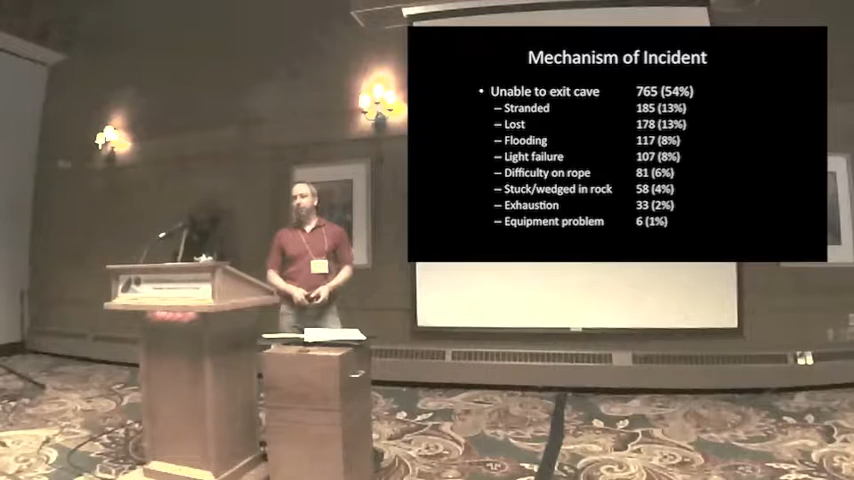 Mechanism of Incident
• Unable to exit cave 765 (54%)
– Stranded 185 (13%)
– Lost 178 (13%)
– Flooding 117 (8%)
– Light failure 107 (8%)
– Difficulty on rope 81 (6%)
– Stuck/wedged in rock 58 (4%)
– Exhaustion 33 (2%)
– Equipment problem 6 (1%)